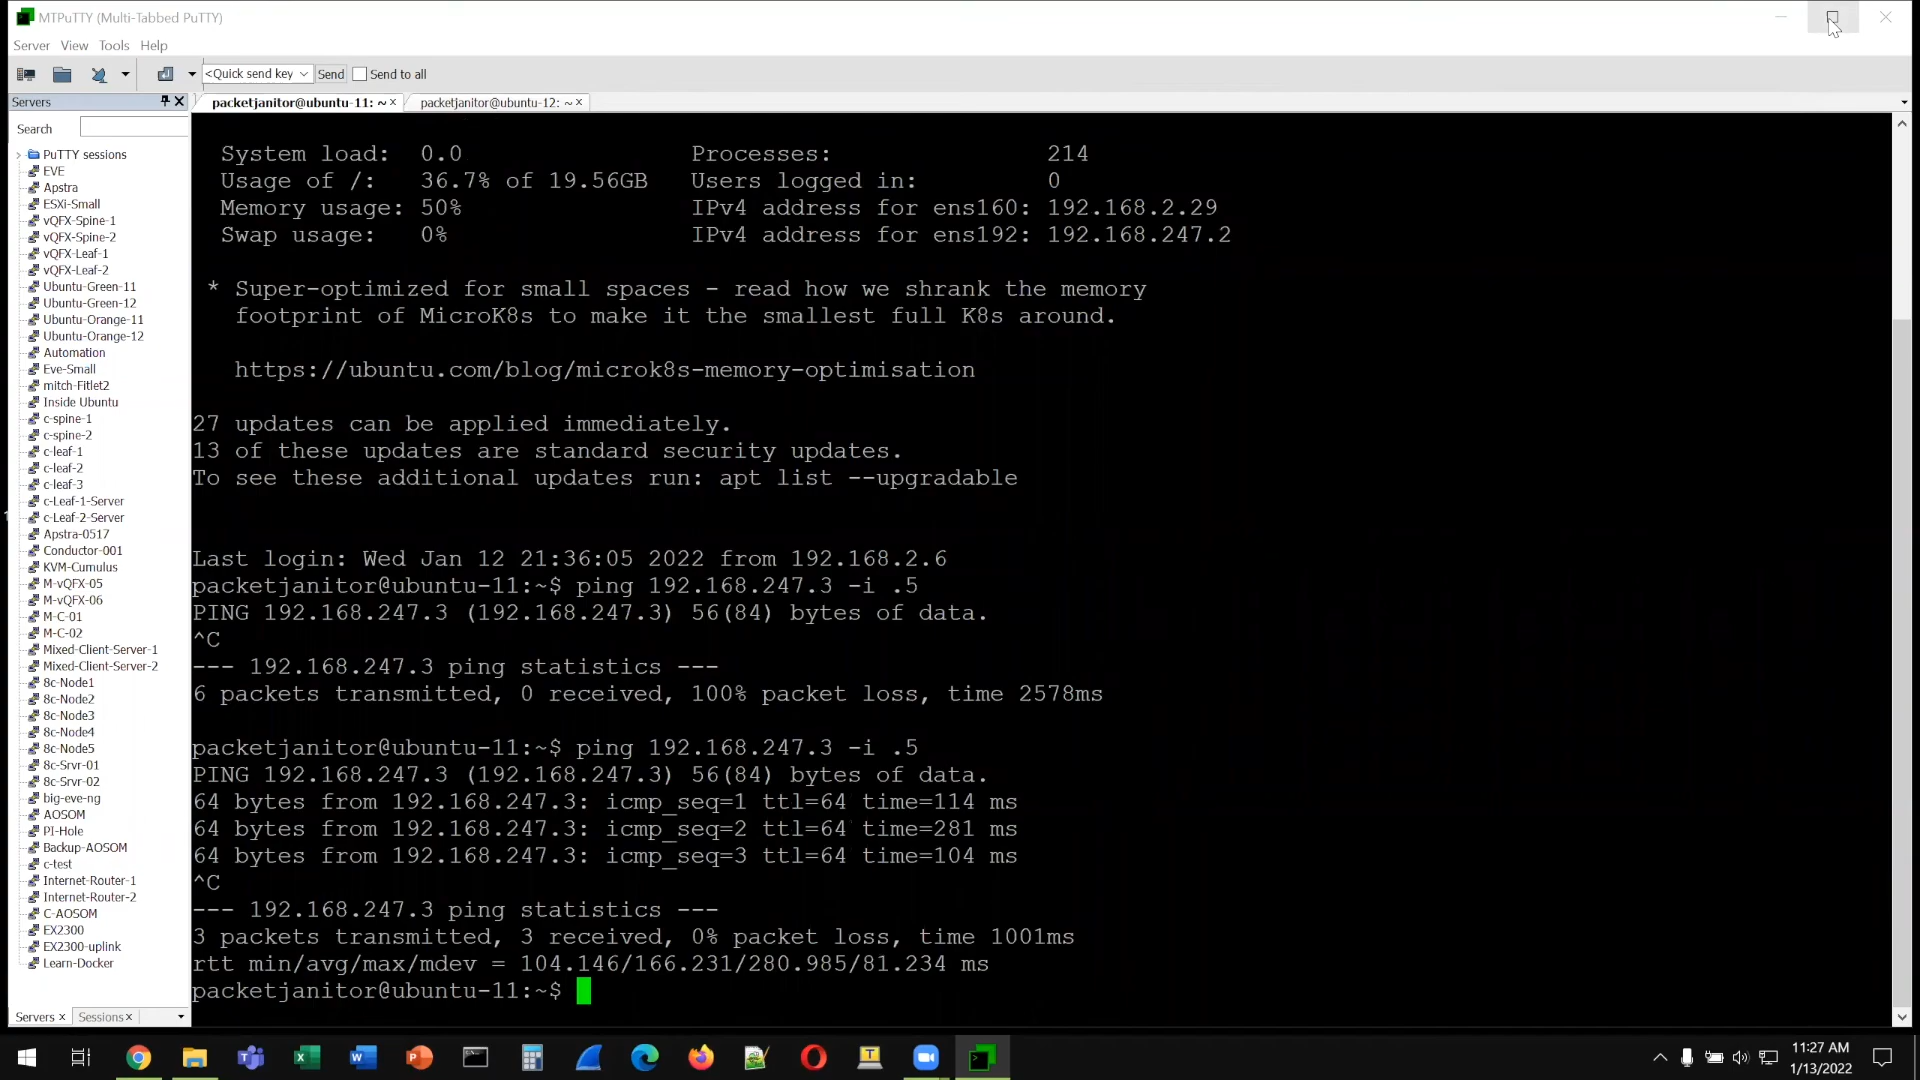 MTPuTTY (Multi-Tabbed PuTTY)
Server View Tools Help
<Quick send key Send Send to all
Servers
packetjanitor@ubuntu-11: ~
packetjanitor@ubuntu-12: ~
Search
PuTTY sessions
EVE
Apstra
ESXi-Small
vQFX-Spine-1
vQFX-Spine-2
vQFX-Leaf-1
vQFX-Leaf-2
Ubuntu-Green-11
Ubuntu-Green-12
Ubuntu-Orange-11
Ubuntu-Orange-12
Automation
Eve-Small
mitch-Fitlet2
Inside Ubuntu
c-spine-1
c-spine-2
c-leaf-1
c-leaf-2
c-leaf-3
c-Leaf-1-Server
c-Leaf-2-Server
Apstra-0517
Conductor-001
KVM-Cumulus
M-vQFX-05
M-vQFX-06
M-C-01
M-C-02
Mixed-Client-Server-1
Mixed-Client-Server-2
8c-Node1
8c-Node2
8c-Node3
8c-Node4
8c-Node5
8c-Srvr-01
8c-Srvr-02
big-eve-ng
AOSOM
PI-Hole
Backup-AOSOM
c-test
Internet-Router-1
Internet-Router-2
C-AOSOM
EX2300
EX2300-uplink
Learn-Docker
Servers Sessions
System load: 0.0 Processes: 214
Usage of /: 36.7% of 19.56GB Users logged in: 0
Memory usage: 50% IPv4 address for ens160: 192.168.2.29
Swap usage: 0% IPv4 address for ens192: 192.168.247.2
* Super-optimized for small spaces - read how we shrank the memory
footprint of MicroK8s to make it the smallest full K8s around.
https://ubuntu.com/blog/microk8s-memory-optimisation
27 updates can be applied immediately.
13 of these updates are standard security updates.
To see these additional updates run: apt list --upgradable
Last login: Wed Jan 12 21:36:05 2022 from 192.168.2.6
packetjanitor@ubuntu-11:~$ ping 192.168.247.3 -i .5
PING 192.168.247.3 (192.168.247.3) 56(84) bytes of data.
^C
--- 192.168.247.3 ping statistics ---
6 packets transmitted, 0 received, 100% packet loss, time 2578ms
packetjanitor@ubuntu-11:~$ ping 192.168.247.3 -i .5
PING 192.168.247.3 (192.168.247.3) 56(84) bytes of data.
64 bytes from 192.168.247.3: icmp_seq=1 ttl=64 time=114 ms
64 bytes from 192.168.247.3: icmp_seq=2 ttl=64 time=281 ms
64 bytes from 192.168.247.3: icmp_seq=3 ttl=64 time=104 ms
^C
--- 192.168.247.3 ping statistics ---
3 packets transmitted, 3 received, 0% packet loss, time 1001ms
rtt min/avg/max/mdev = 104.146/166.231/280.985/81.234 ms
packetjanitor@ubuntu-11:~$
11:27 AM
1/13/2022